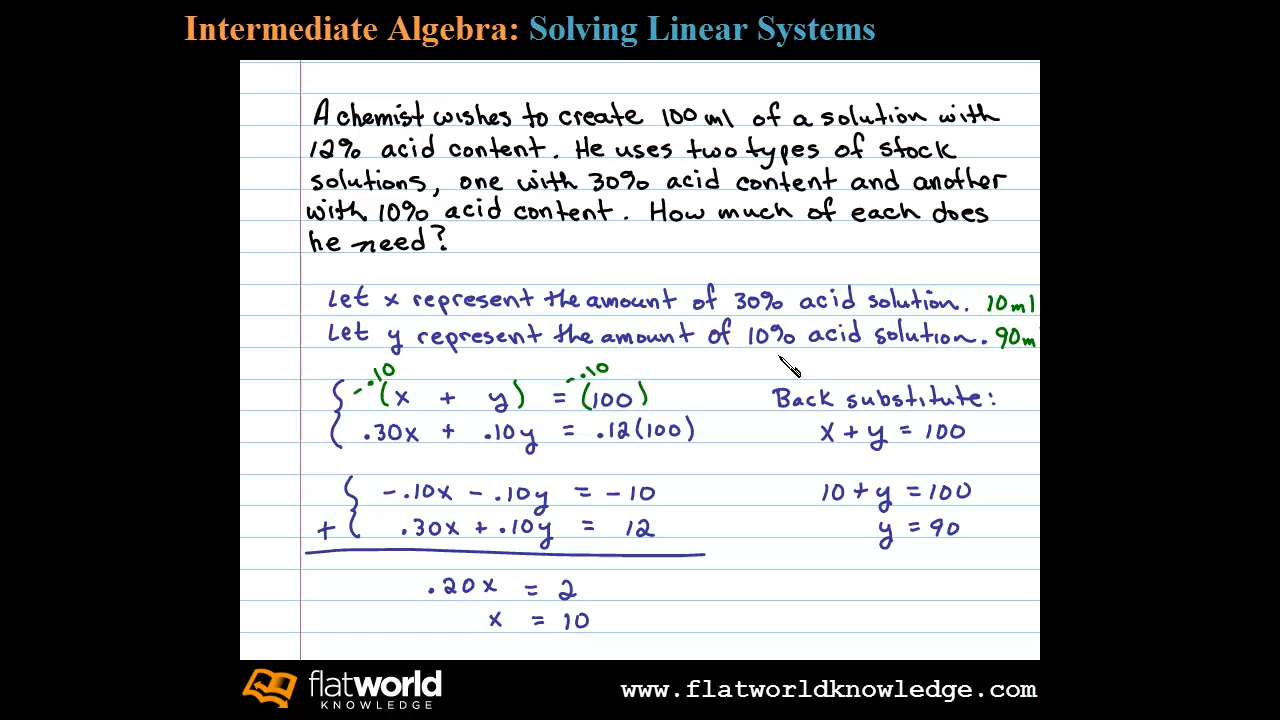 Intermediate Algebra: Solving Linear Systems
A chemist wishes to create 100 ml of a solution with
12% acid content. He uses two types of stock
solutions, one with 30% acid content and another
with 10% acid content. How much of each does
he need?
Let x represent the amount of 30% acid solution. 10ml
Let y represent the amount of 10% acid solution. 90m
-.10(x + y) = -.10(100)
.30x + .10y = .12(100)
-.10x - .10y = -10
+ .30x + .10y = 12
.20x = 2
x = 10
Back substitute:
x + y = 100
10 + y = 100
y = 90
flatworld
KNOWLEDGE
www.flatworldknowledge.com